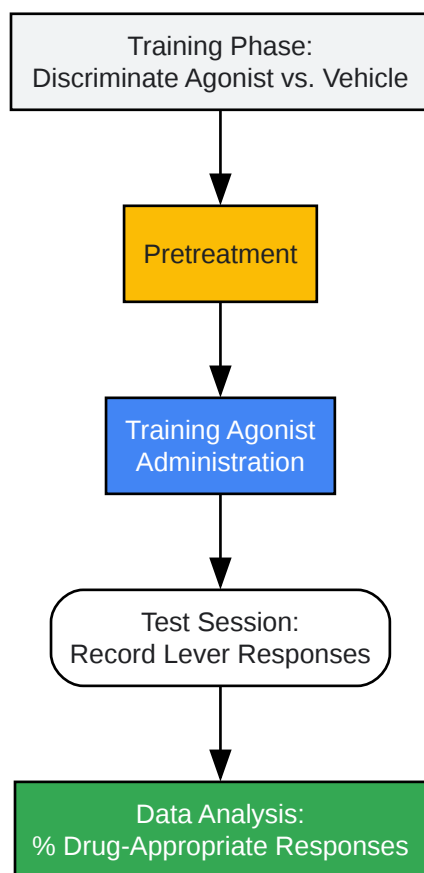 Training Phase:
Discriminate Agonist vs. Vehicle
Pretreatment
Training Agonist
Administration
Test Session:
Record Lever Responses
Data Analysis:
% Drug-Appropriate Responses